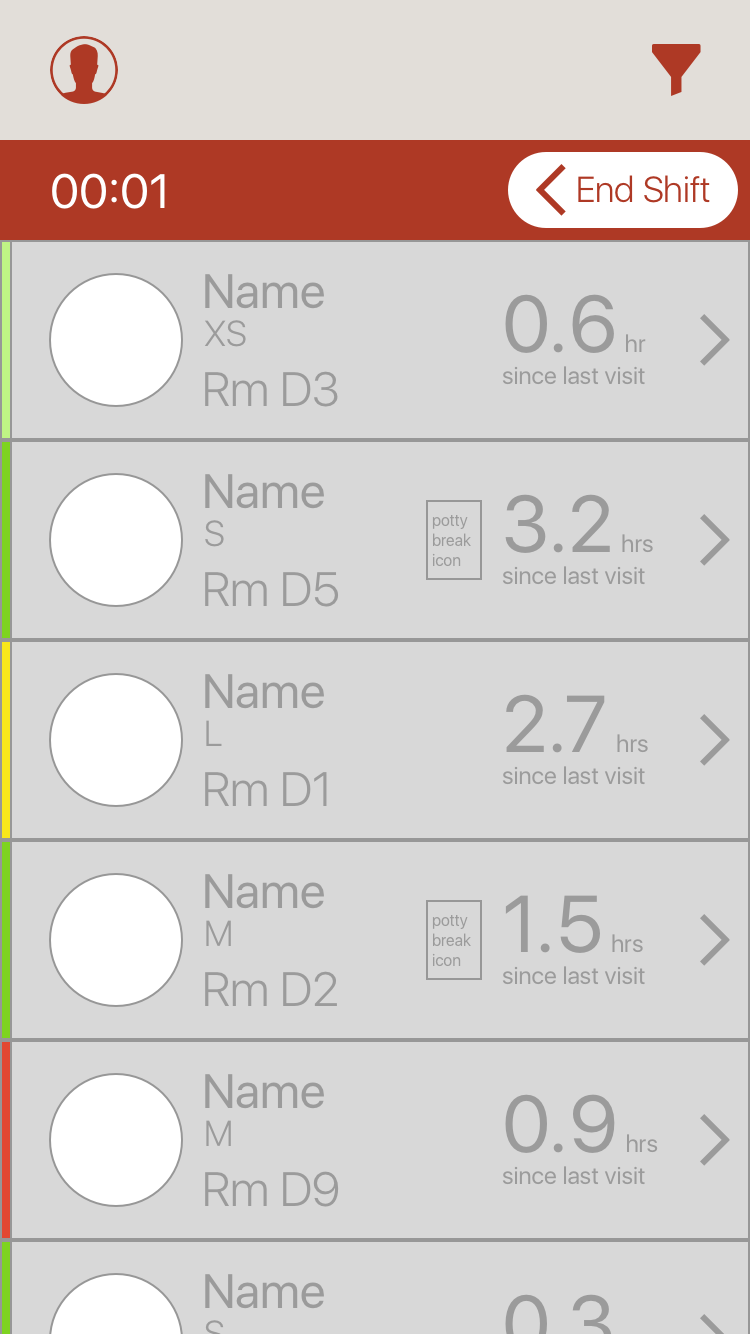 00:01
End Shift
Name
XS
Rm D3
0.6 hr
since last visit
Name
S
Rm D5
potty
break
icon
3.2 hrs
since last visit
Name
L
Rm D1
2.7 hrs
since last visit
Name
M
Rm D2
potty
break
icon
1.5 hrs
since last visit
Name
M
Rm D9
0.9 hrs
since last visit
Name
S
0.3